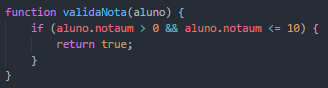 function validaNota(aluno) {
    if (aluno.notaum > 0 && aluno.notaum <= 10) {
        return true;
    }
}